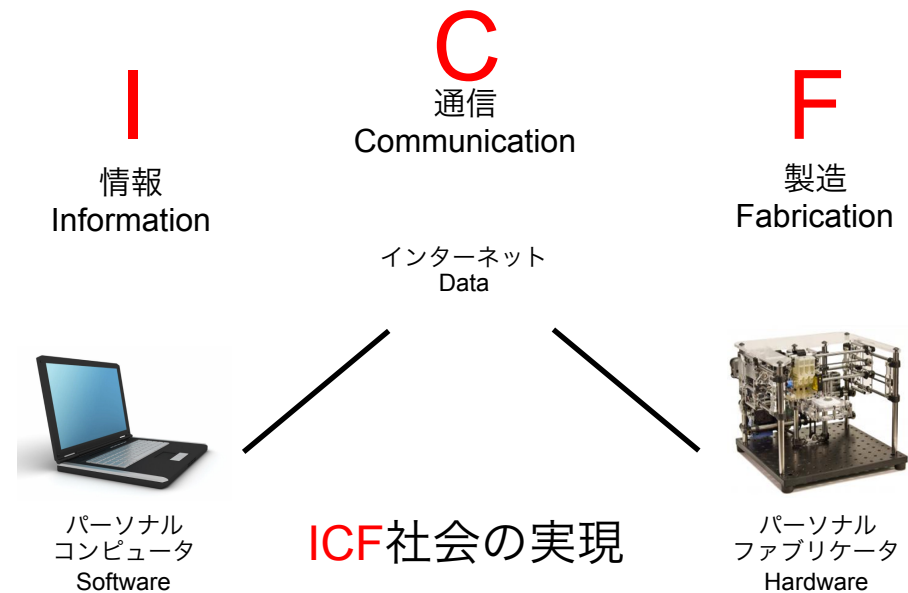 I
情報
Information
C
通信
Communication
F
製造
Fabrication
インターネット
Data
パーソナル
コンピュータ
Software
ICF社会の実現
パーソナル
ファブリケータ
Hardware